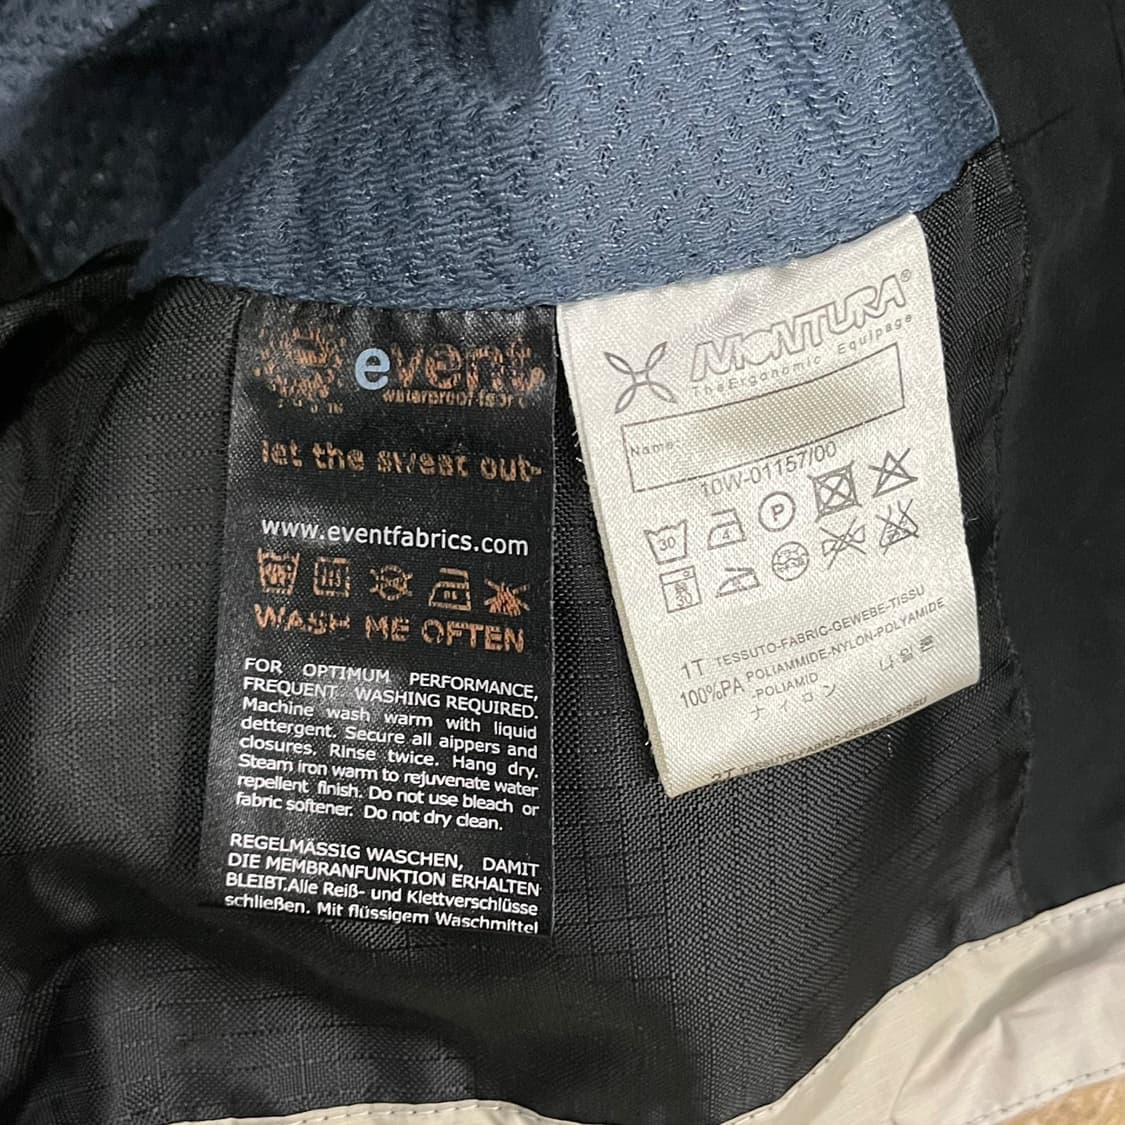 event
waterproof fabric
let the sweat out
www.eventfabrics.com
WASH ME OFTEN
FOR OPTIMUM PERFORMANCE,
FREQUENT WASHING REQUIRED.
Machine wash warm with liquid
dettergent. Secure all aippers and
closures. Rinse twice. Hang dry.
Steam iron warm to rejuvenate water
repellent finish. Do not use bleach or
fabric softener. Do not dry clean.
REGELMÄSSIG WASCHEN, DAMIT
DIE MEMBRANFUNKTION ERHALTEN
BLEIBT.Alle Reiß- und Klettverschlüsse
schließen. Mit flüssigem Waschmittel
MONTURA®
The Ergonomic Equipage
Name
10W-01157/00
30
P
1T TESSUTO-FABRIC-GEWEBE-TISSU
100%PA POLIAMMIDE-NYLON-POLYAMIDE
-POLIAMID 나일론
ナイロン